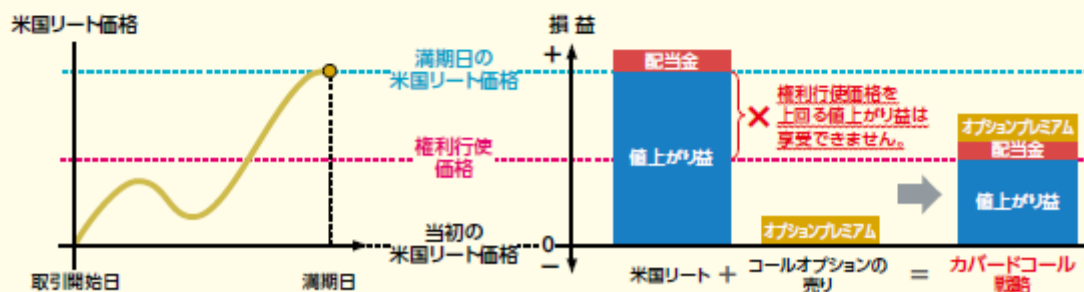 米国リート価格
満期日の
米国リート価格
権利行使
価格
当初の
米国リート価格
取引開始日
満期日
損益
+
0
−
配当金
値上がり益
×
権利行使価格を
上回る値上がり益は
享受できません。
オプションプレミアム
オプションプレミアム
配当金
値上がり益
米国リート
+
コールオプションの
売り
=
カバードコール
戦略